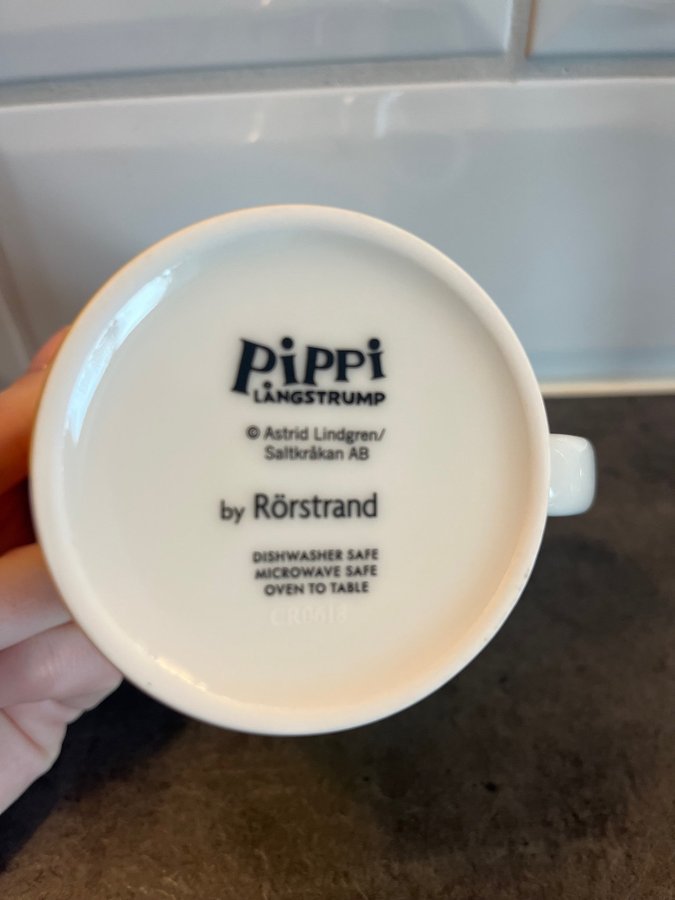 Pippi
LÅNGSTRUMP
© Astrid Lindgren/
Saltkråkan AB
by Rörstrand
DISHWASHER SAFE
MICROWAVE SAFE
OVEN TO TABLE